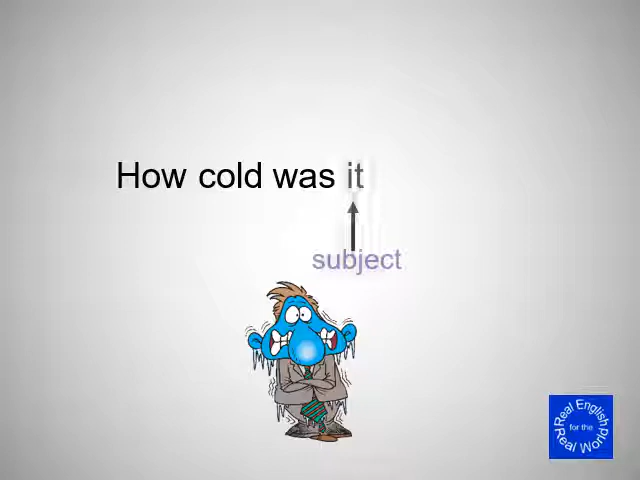 How cold was it
subject
Real English
for the
Real World